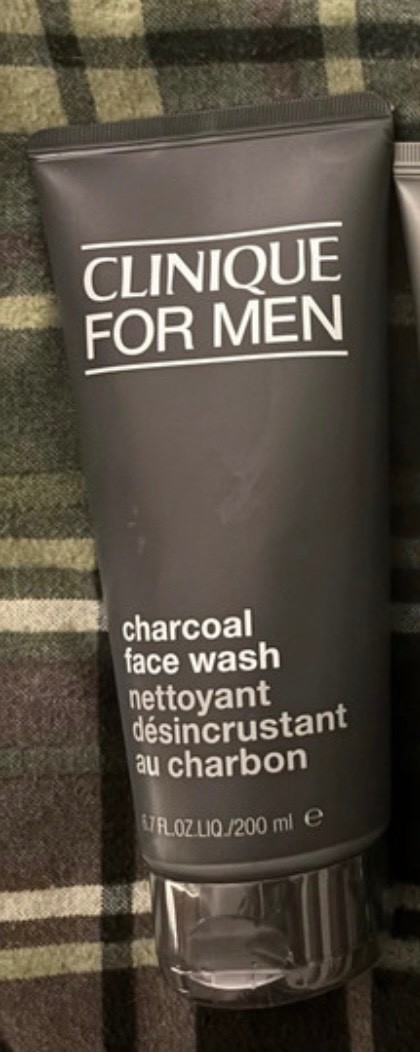 CLINIQUE
FOR MEN
charcoal
face wash
nettoyant
désincrustant
au charbon
6.7 FL.OZ.LIQ./200 ml ℮